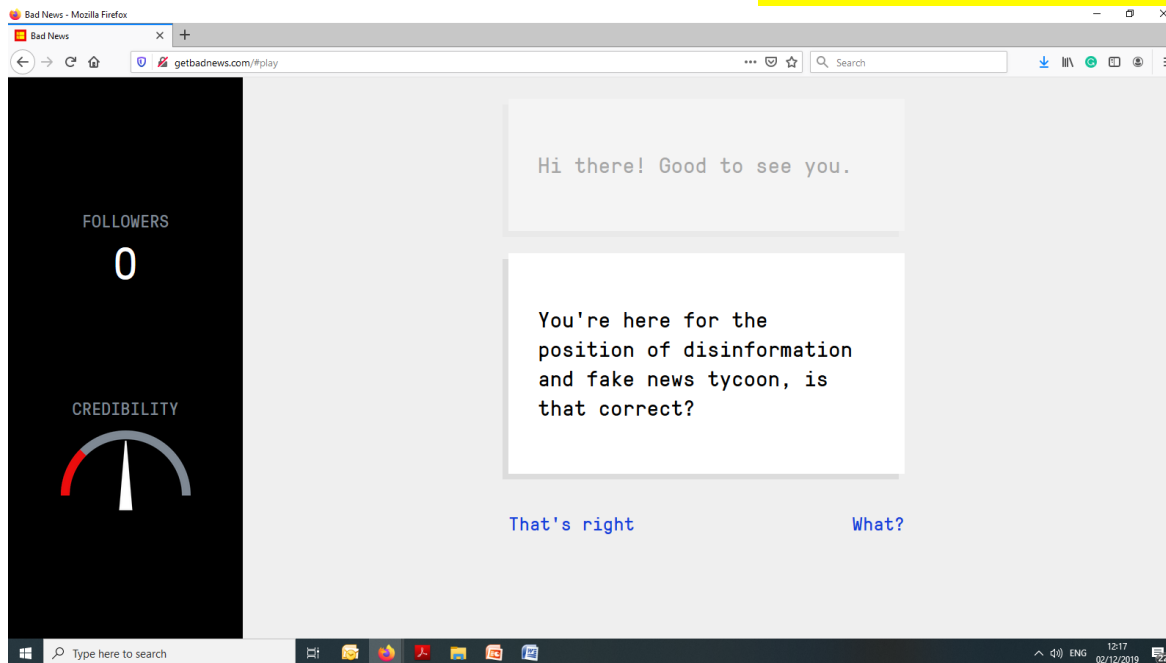 Bad News - Mozilla Firefox
Bad News
getbadnews.com/#play
Search
Hi there! Good to see you.
FOLLOWERS
0
You're here for the
position of disinformation
and fake news tycoon, is
that correct?
CREDIBILITY
That's right What?
Type here to search
ENG
12:17
02/12/2019